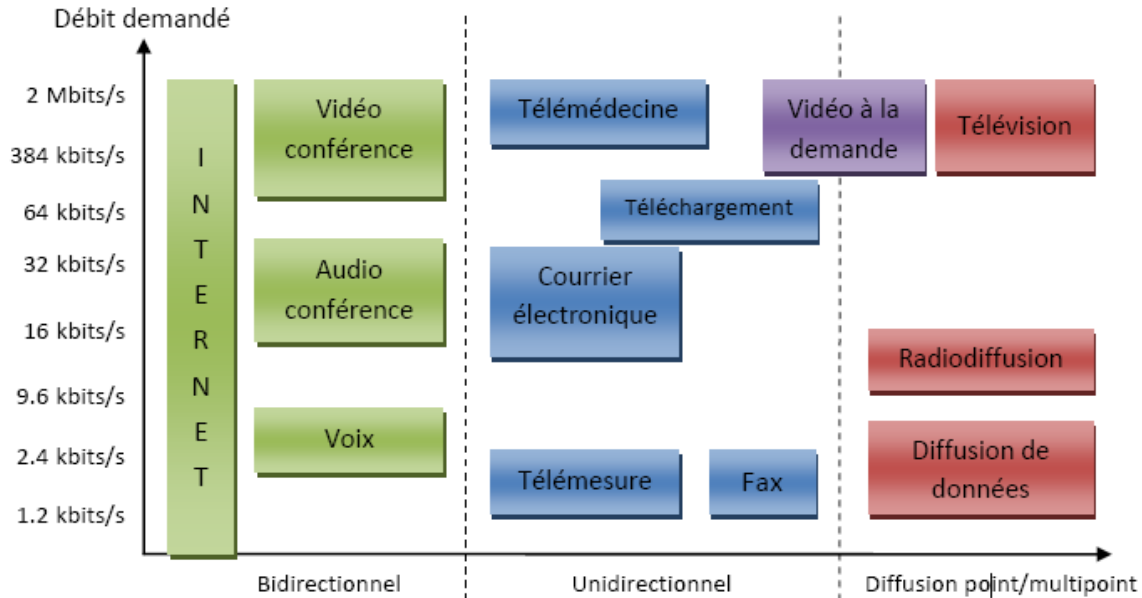 Débit demandé
2 Mbits/s
384 kbits/s
64 kbits/s
32 kbits/s
16 kbits/s
9.6 kbits/s
2.4 kbits/s
1.2 kbits/s
I
N
T
E
R
N
E
T
Vidéo
conférence
Audio
conférence
Voix
Télémédecine
Téléchargement
Courrier
électronique
Télémesure
Fax
Vidéo à la
demande
Télévision
Radiodiffusion
Diffusion de
données
Bidirectionnel
Unidirectionnel
Diffusion point/multipoint